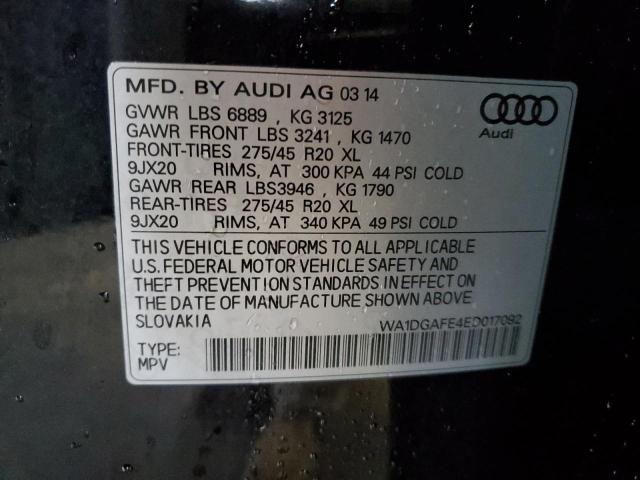 MFD. BY AUDI AG 03 14
GVWR LBS 6889 , KG 3125
GAWR FRONT LBS 3241 , KG 1470
FRONT-TIRES 275/45 R20 XL
9JX20 RIMS, AT 300 KPA 44 PSI COLD
GAWR REAR LBS3946 , KG 1790
REAR-TIRES 275/45 R20 XL
9JX20 RIMS, AT 340 KPA 49 PSI COLD
Audi
THIS VEHICLE CONFORMS TO ALL APPLICABLE
U.S. FEDERAL MOTOR VEHICLE SAFETY AND
THEFT PREVENTION STANDARDS IN EFFECT ON
THE DATE OF MANUFACTURE SHOWN ABOVE
SLOVAKIA
WA1DGAFE4ED017092
TYPE:
MPV